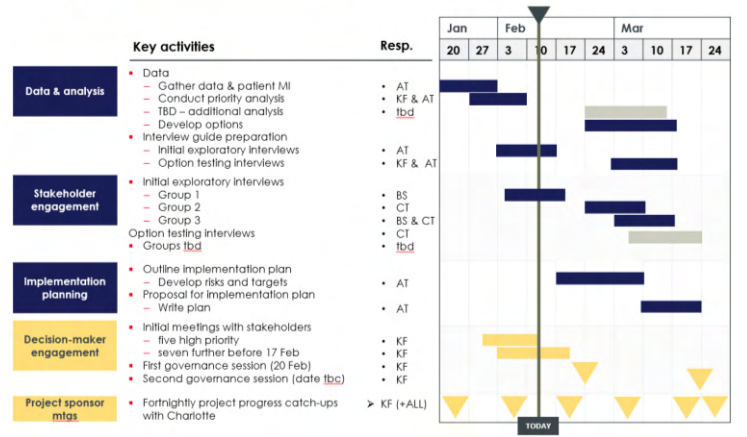 Jan Feb Mar
Key activities Resp. 20 27 3 10 17 24 3 10 17 24
Data & analysis
Data
– Gather data & patient MI • AT
– Conduct priority analysis • KF & AT
– TBD – additional analysis • tbd
– Develop options
Interview guide preparation
– Initial exploratory interviews • AT
– Option testing interviews • KF & AT
Stakeholder engagement
Initial exploratory interviews
– Group 1 • BS
– Group 2 • CT
– Group 3 • BS & CT
Option testing interviews • CT
Groups tbd • tbd
Implementation planning
Outline implementation plan
– Develop risks and targets • AT
Proposal for implementation plan
– Write plan • AT
Decision-maker engagement
Initial meetings with stakeholders
– five high priority • KF
– seven further before 17 Feb • KF
First governance session (20 Feb) • KF
Second governance session (date tbc) • KF
Project sponsor mtgs
Fortnightly project progress catch-ups ➢ KF (+ALL)
with Charlotte
TODAY